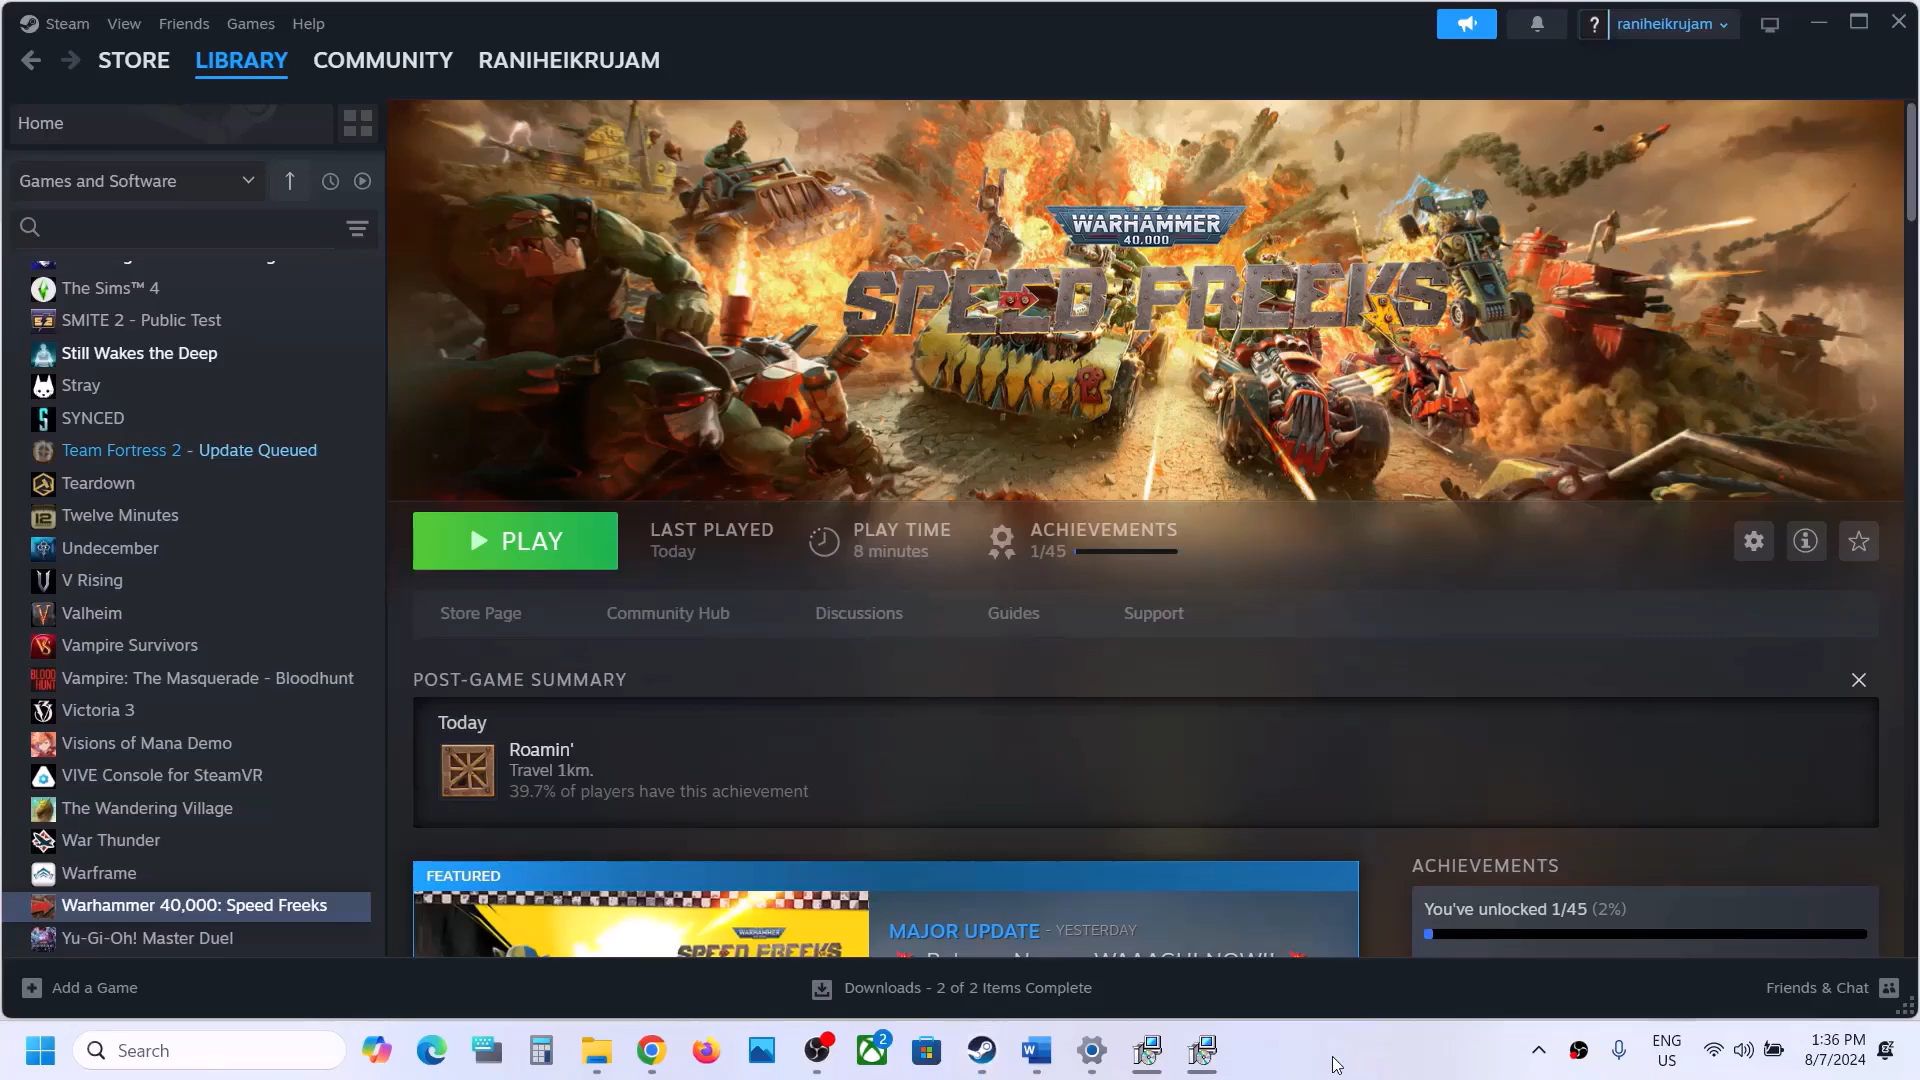 Steam View Friends Games Help
raniheikrujam
STORE LIBRARY COMMUNITY RANIHEIKRUJAM
Home
Games and Software
The Sims™ 4
SMITE 2 - Public Test
Still Wakes the Deep
Stray
SYNCED
Team Fortress 2 - Update Queued
Teardown
Twelve Minutes
Undecember
V Rising
Valheim
Vampire Survivors
Vampire: The Masquerade - Bloodhunt
Victoria 3
Visions of Mana Demo
VIVE Console for SteamVR
The Wandering Village
War Thunder
Warframe
Warhammer 40,000: Speed Freeks
Yu-Gi-Oh! Master Duel
WARHAMMER
40,000
SPEED FREEKS
PLAY
LAST PLAYED
Today
PLAY TIME
8 minutes
ACHIEVEMENTS
1/45
Store Page Community Hub Discussions Guides Support
POST-GAME SUMMARY
Today
Roamin'
Travel 1km.
39.7% of players have this achievement
FEATURED
WARHAMMER
SPEED FREEKS
MAJOR UPDATE - YESTERDAY
ACHIEVEMENTS
You've unlocked 1/45 (2%)
Add a Game
Downloads - 2 of 2 Items Complete
Friends & Chat
Search
2
ENG
US
1:36 PM
8/7/2024